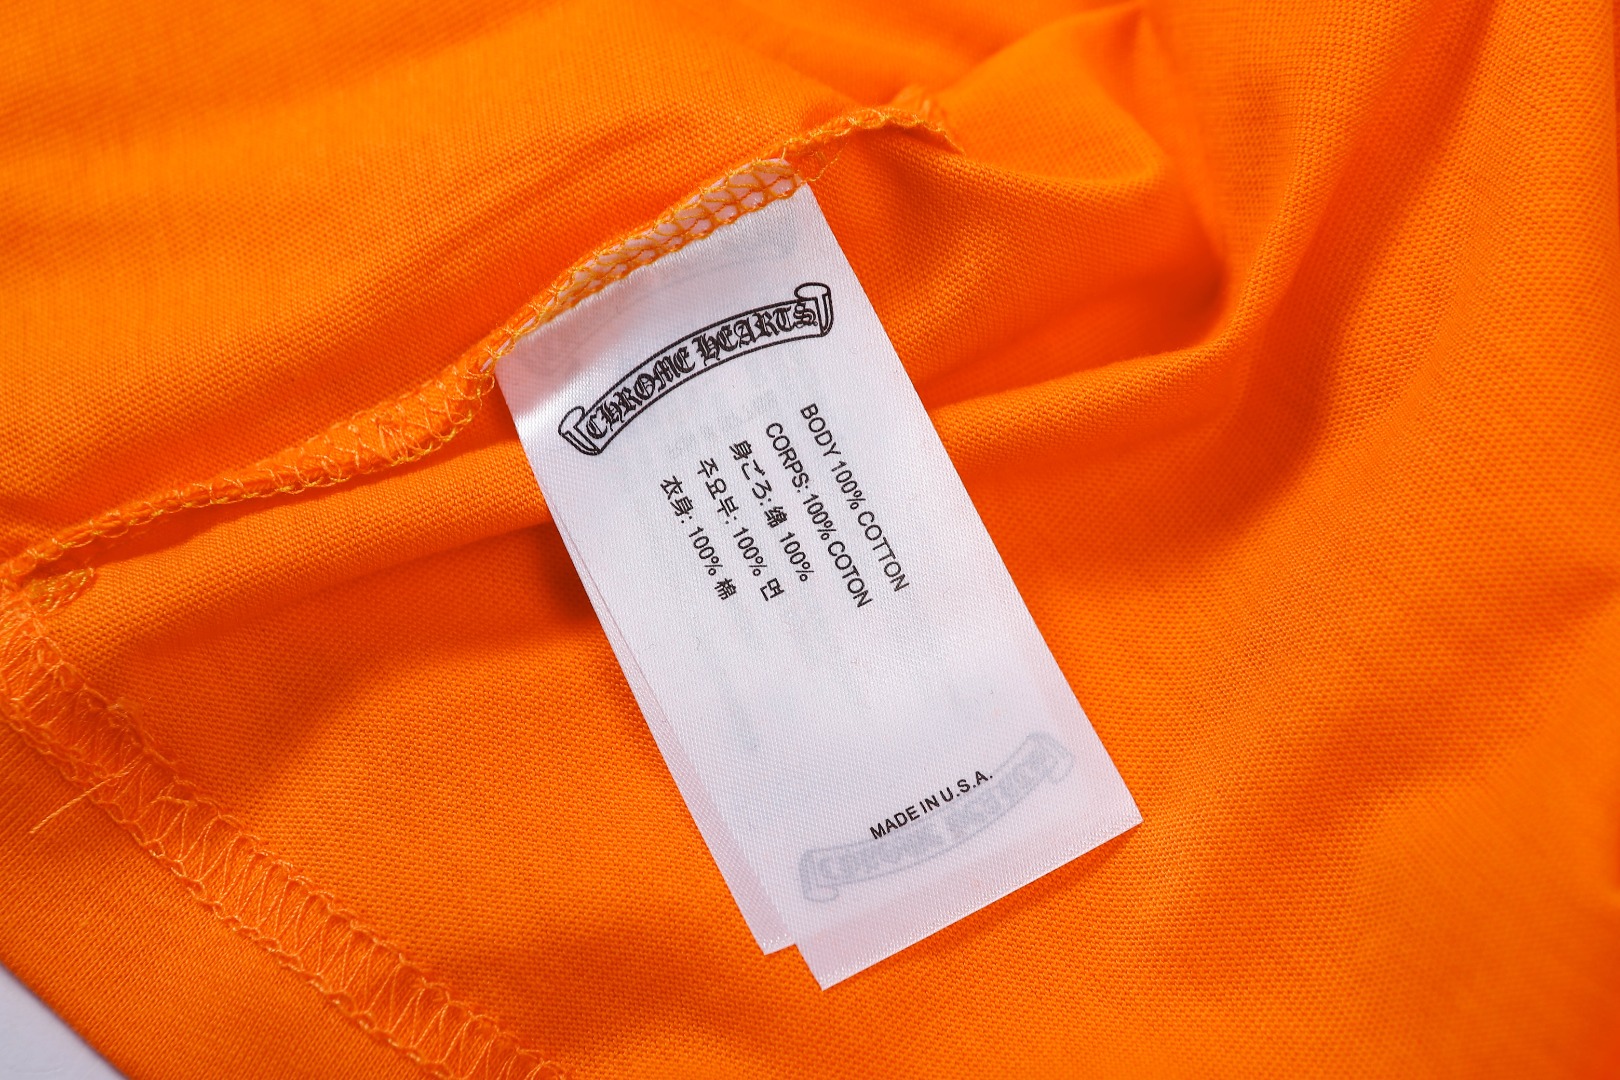 CHROME HEARTS
BODY 100% COTTON
CORPS: 100% COTON
身ごろ: 绵 100%
주요부: 100% 면
衣身: 100% 棉
MADE IN U.S.A.